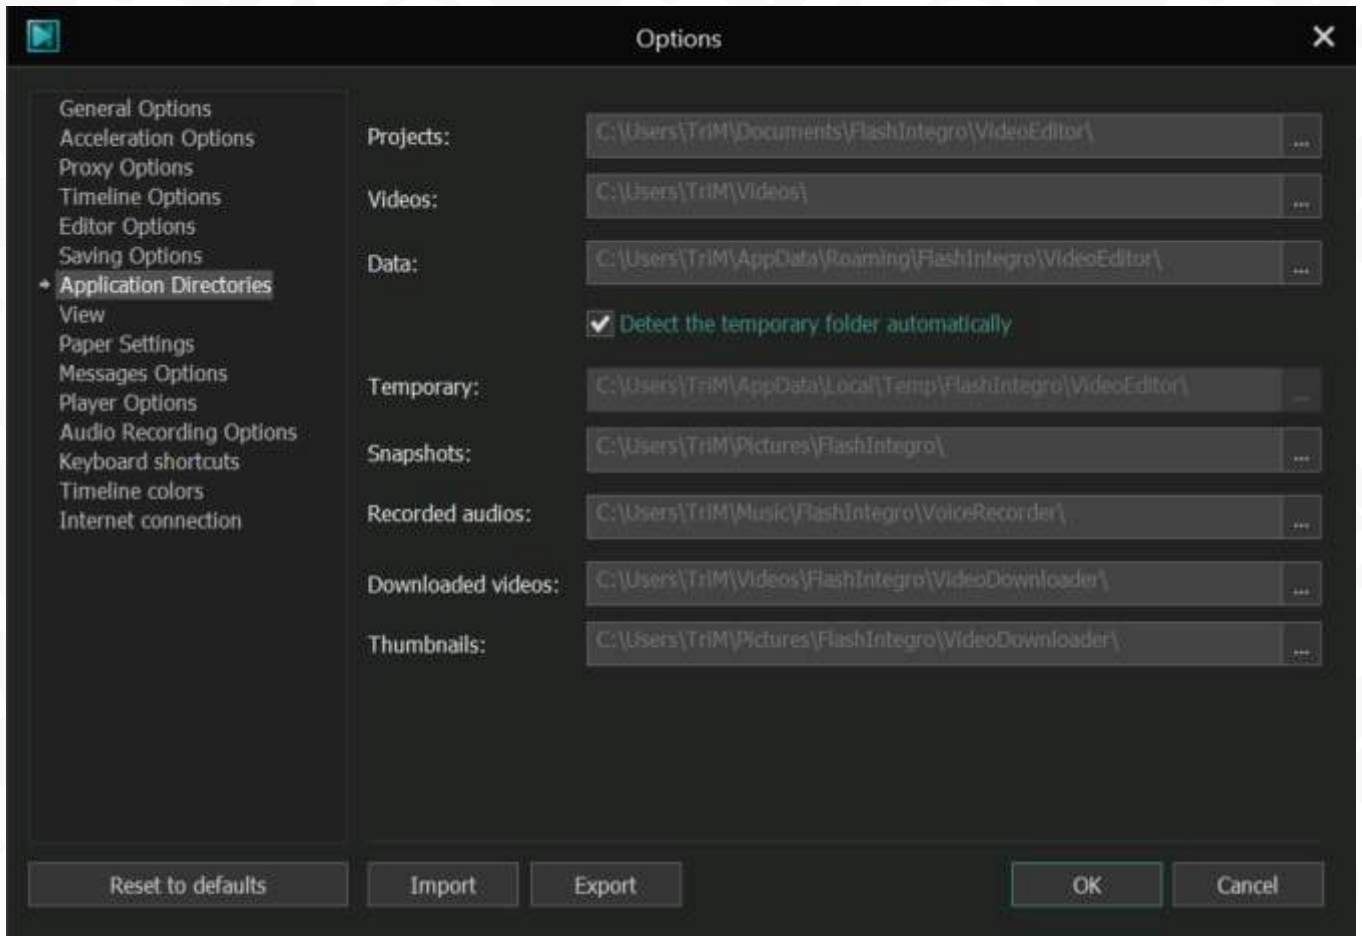 Options
General Options
Acceleration Options
Proxy Options
Timeline Options
Editor Options
Saving Options
Application Directories
View
Paper Settings
Messages Options
Player Options
Audio Recording Options
Keyboard shortcuts
Timeline colors
Internet connection
Projects: C:\Users\TriM\Documents\FlashIntegro\VideoEditor\ ...
Videos: C:\Users\TriM\Videos\ ...
Data: C:\Users\TriM\AppData\Roaming\FlashIntegro\VideoEditor\ ...
Detect the temporary folder automatically
Temporary: C:\Users\TriM\AppData\Local\Temp\FlashIntegro\VideoEditor\ ...
Snapshots: C:\Users\TriM\Pictures\FlashIntegro\ ...
Recorded audios: C:\Users\TriM\Music\FlashIntegro\VoiceRecorder\ ...
Downloaded videos: C:\Users\TriM\Videos\FlashIntegro\VideoDownloader\ ...
Thumbnails: C:\Users\TriM\Pictures\FlashIntegro\VideoDownloader\ ...
Reset to defaults Import Export OK Cancel